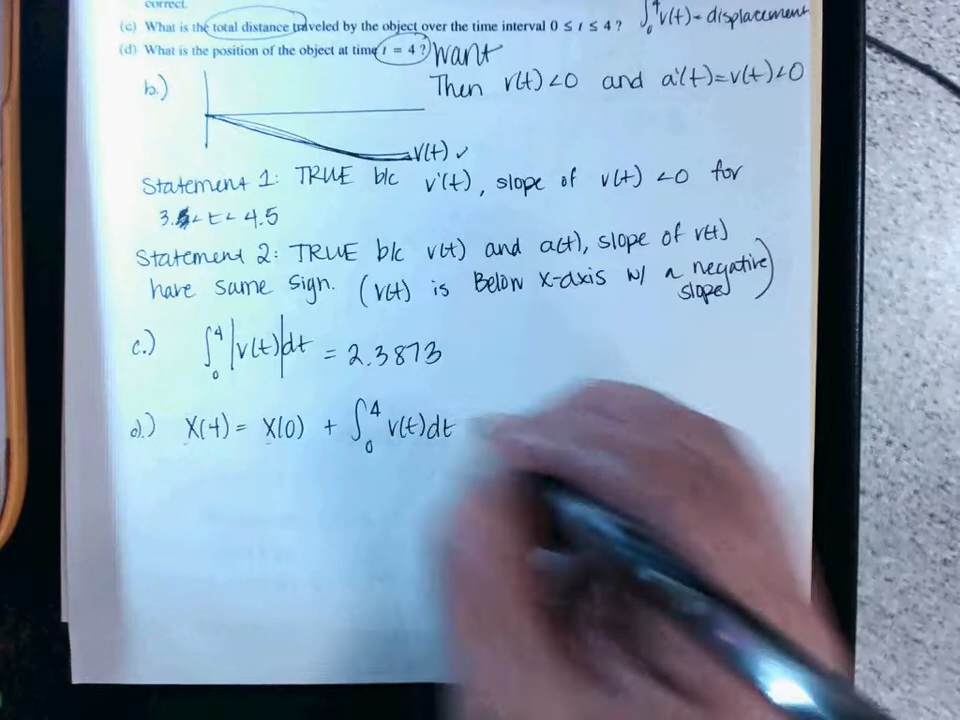 correct.
(c) What is the total distance traveled by the object over the time interval 0 ≤ t ≤ 4 ? ∫₀⁴ v(t) = displacement
(d) What is the position of the object at time t = 4 ? Want
b.) Then v(t) <0 and a(t)=v'(t) <0
v(t) ✓
Statement 1: TRUE b/c v'(t), slope of v(t) <0 for
3.5< t < 4.5
Statement 2: TRUE b/c v(t) and a(t), slope of v(t)
have same sign. (v(t) is Below x-axis w/ a negative slope)
c.) ∫₀⁴ |v(t)|dt = 2.3873
d.) X(4) = X(0) + ∫₀⁴ v(t)dt